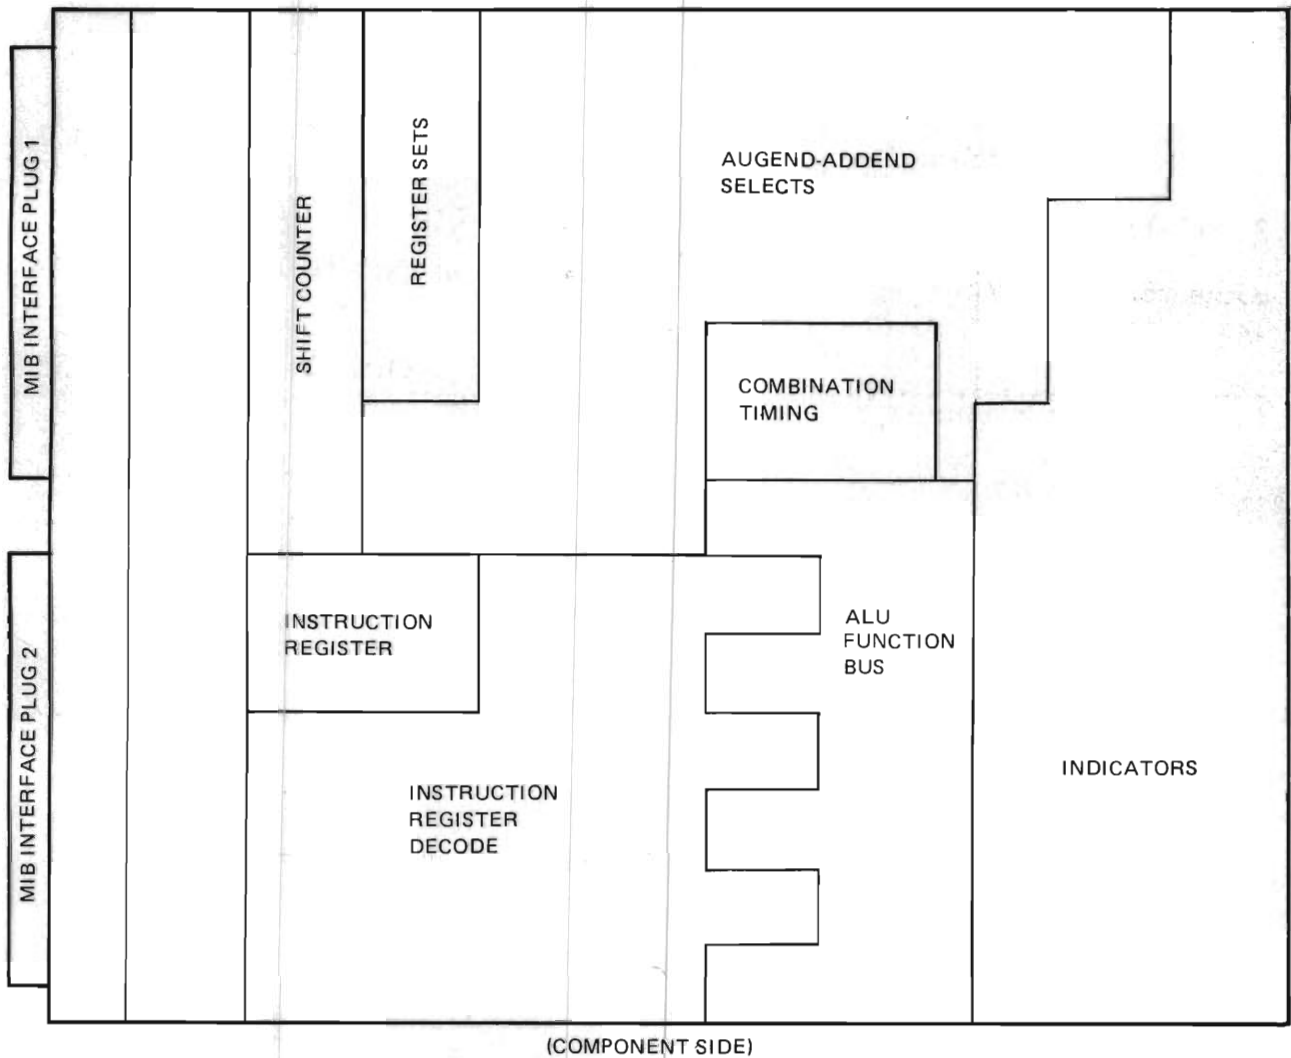 MIB INTERFACE PLUG 1
SHIFT COUNTER
REGISTER SETS
AUGEND-ADDEND
SELECTS
COMBINATION
TIMING
MIB INTERFACE PLUG 2
INSTRUCTION
REGISTER
ALU
FUNCTION
BUS
INSTRUCTION
REGISTER
DECODE
INDICATORS
(COMPONENT SIDE)